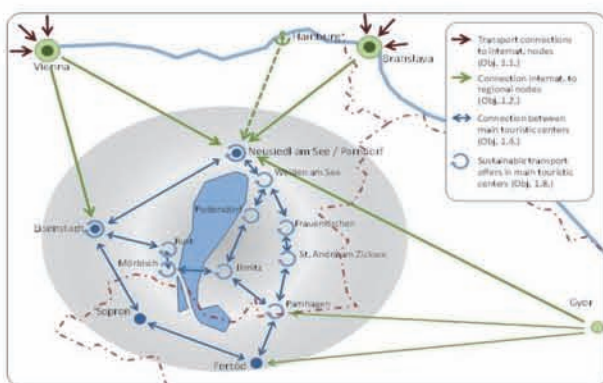 Vienna
Hamburg*
Bratislava
Neusiedl am See / Parndorf
Weiden am See
Podersdorf
Frauenkirchen
Eisenstadt
Rust
St. Andrä am Zicksee
Mörbisch
Illmitz
Pamhagen
Sopron
Fertöd
Györ
Transport connections
to internat. nodes
(Obj. 1.1.)
Connection internat. to
regional nodes
(Obj. 1.2.)
Connection between
main touristic centers
(Obj. 1.4.)
Sustainable transport
offers in main touristic
centers (Obj. 1.8.)